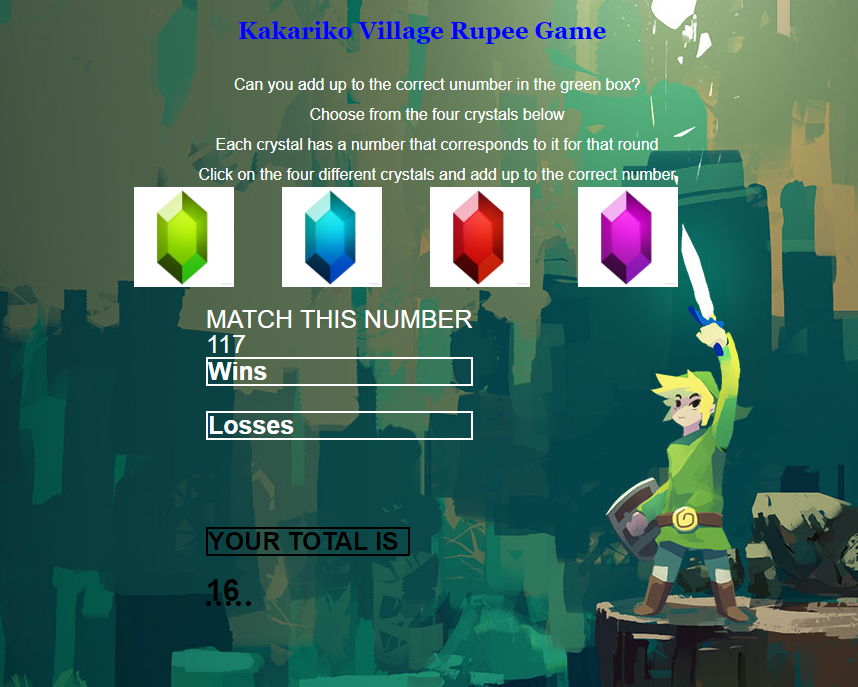 Kakariko Village Rupee Game
Can you add up to the correct unumber in the green box?
Choose from the four crystals below
Each crystal has a number that corresponds to it for that round
Click on the four different crystals and add up to the correct number.
MATCH THIS NUMBER
117
Wins
Losses
YOUR TOTAL IS
16
.....